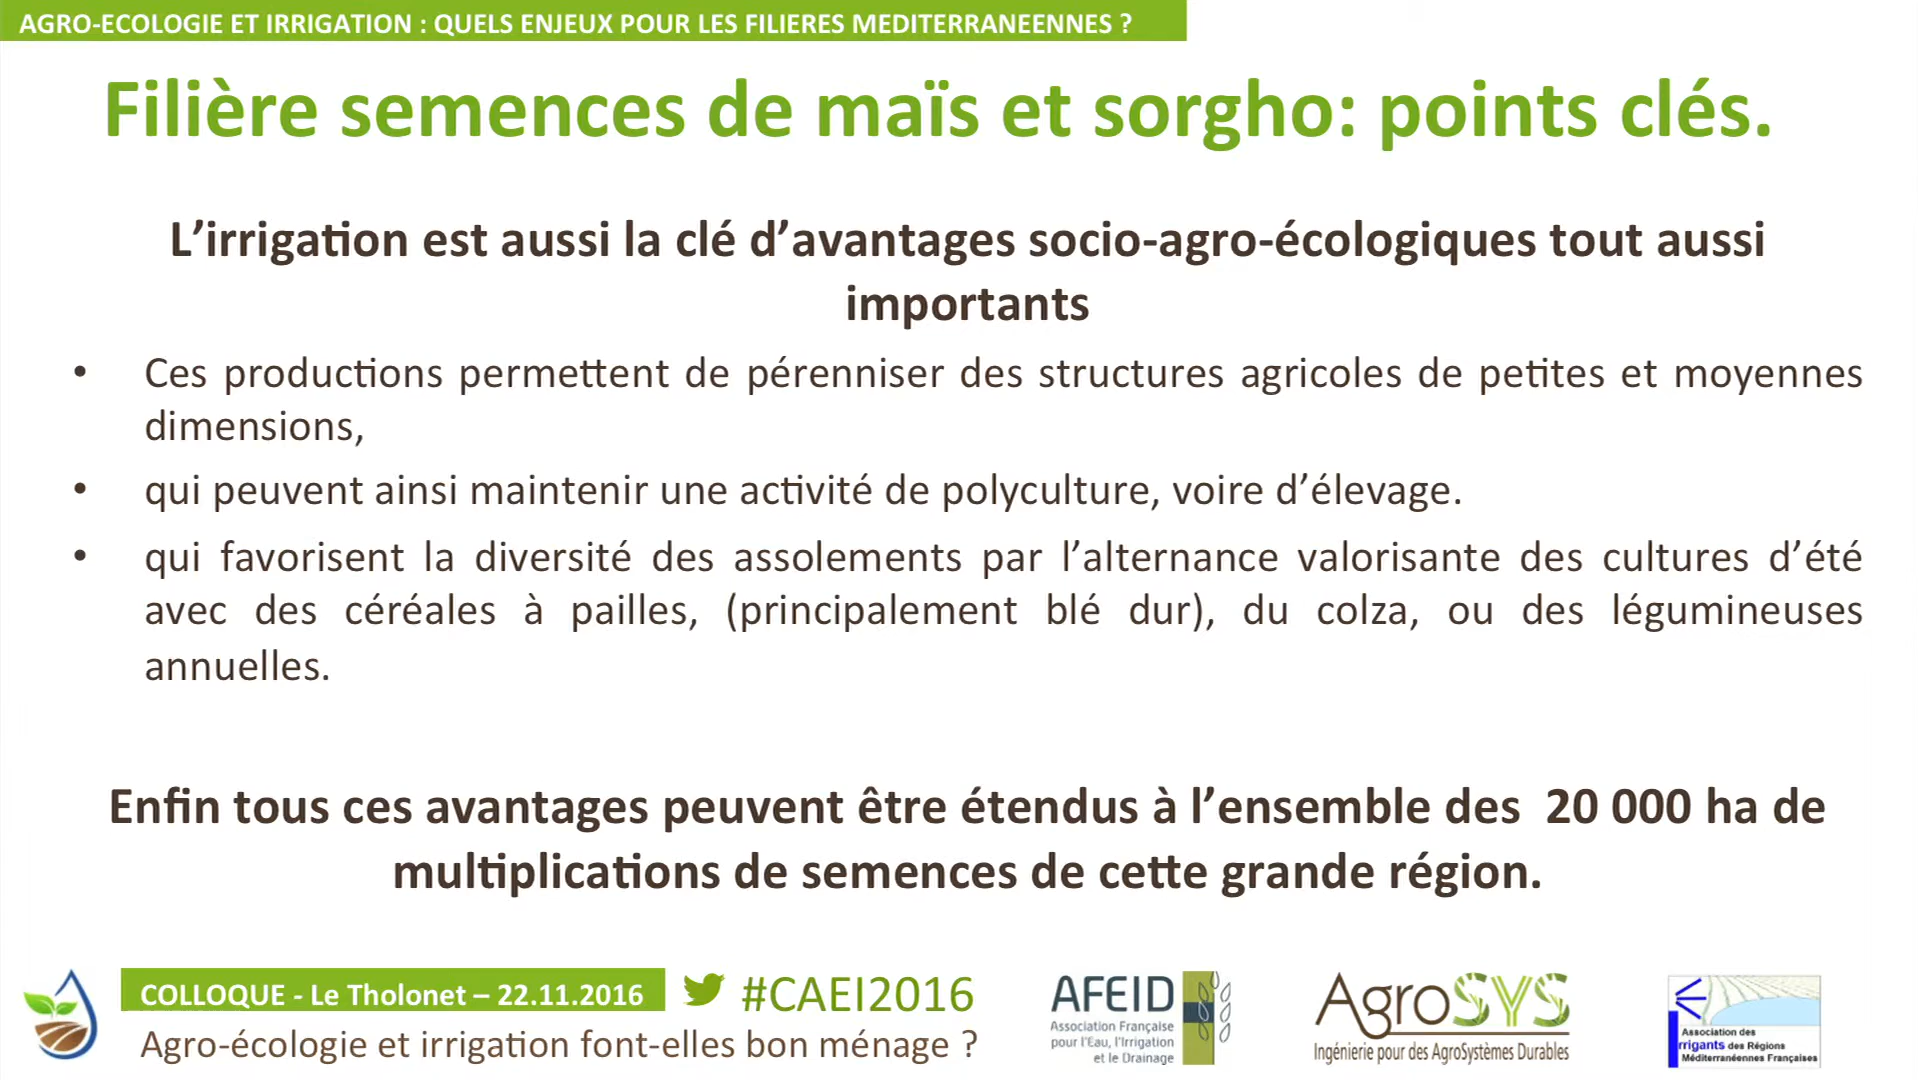 AGRO-ECOLOGIE ET IRRIGATION : QUELS ENJEUX POUR LES FILIERES MEDITERRANEENNES ?
Filière semences de maïs et sorgho: points clés.
L’irrigation est aussi la clé d’avantages socio-agro-écologiques tout aussi
importants
• Ces productions permettent de pérenniser des structures agricoles de petites et moyennes
dimensions,
• qui peuvent ainsi maintenir une activité de polyculture, voire d’élevage.
• qui favorisent la diversité des assolements par l’alternance valorisante des cultures d’été
avec des céréales à pailles, (principalement blé dur), du colza, ou des légumineuses
annuelles.
Enfin tous ces avantages peuvent être étendus à l’ensemble des 20 000 ha de
multiplications de semences de cette grande région.
COLLOQUE - Le Tholonet – 22.11.2016
#CAEI2016
Agro-écologie et irrigation font-elles bon ménage ?
AFEID
Association Française
pour l'Eau, l'Irrigation
et le Drainage
AgroSYS
Ingénierie pour des AgroSystèmes Durables
Association des
Irrigants des Régions
Méditerranéennes Françaises